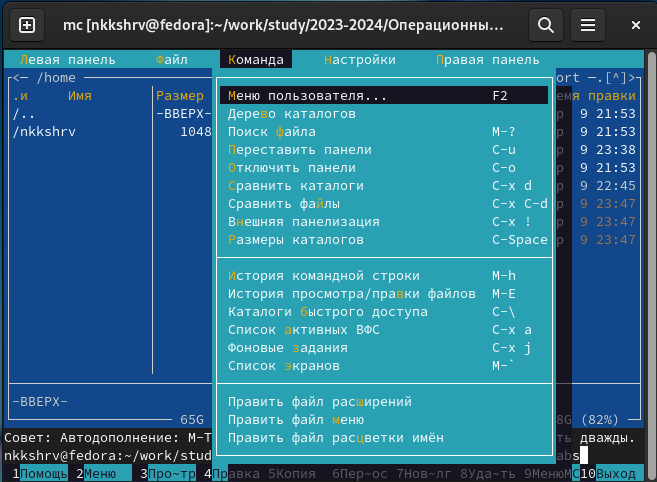 mc [nkkshrv@fedora]:~/work/study/2023-2024/Операционны...
Левая панель Файл Команда Настройки Правая панель
<— /home ort —.[^]>
.и Имя Размер емя правки
/.. -ВВЕРХ- р 9 21:53
/nkkshrv 1048 р 9 21:53
р 9 23:38
р 9 21:53
р 9 22:45
р 9 23:47
р 9 23:47
Меню пользователя... F2
Дерево каталогов
Поиск файла M-?
Переставить панели C-u
Отключить панели C-o
Сравнить каталоги C-x d
Сравнить файлы C-x C-d
Внешняя панелизация C-x !
Размеры каталогов C-Space
История командной строки M-h
История просмотра/правки файлов M-E
Каталоги быстрого доступа C-\
Список активных ВФС C-x a
Фоновые задания C-x j
Список экранов M-`
Править файл расширений
Править файл меню
Править файл расцветки имён
-ВВЕРХ-
65G 8G (82%)
Совет: Автодополнение: M-T ть дважды.
nkkshrv@fedora:~/work/stud abs
1Помощь 2Меню 3Про~тр 4Правка 5Копия 6Пер~ос 7Нов~лг 8Уда~ть 9МенюMC 10Выход